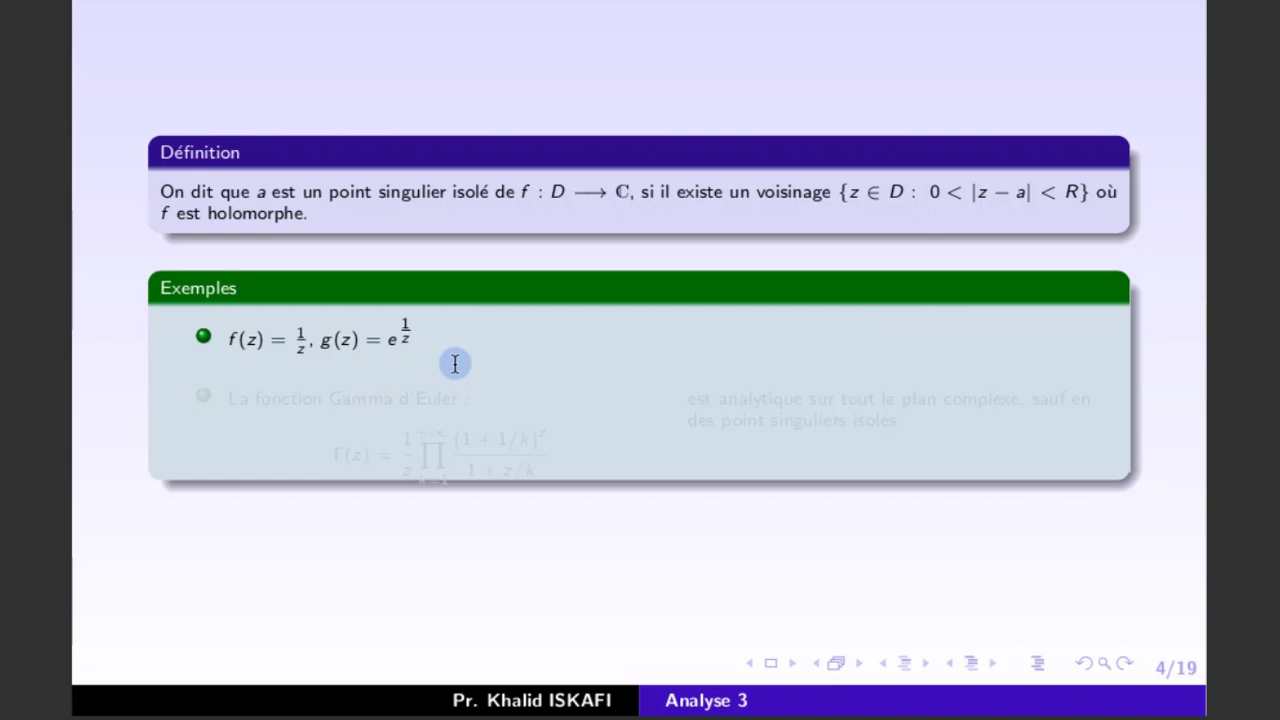 Définition
On dit que a est un point singulier isolé de f : D ⟶ ℂ, si il existe un voisinage {z ∈ D : 0 < |z − a| < R} où
f est holomorphe.
Exemples
f(z) = 1/z, g(z) = e^{1/z}
La fonction Gamma d'Euler :
Γ(z) = 1/z ∏_{k=1}^{+∞} (1 + 1/k)^z / (1 + z/k)
est analytique sur tout le plan complexe, sauf en
des point singuliers isolés
4/19
Pr. Khalid ISKAFI
Analyse 3